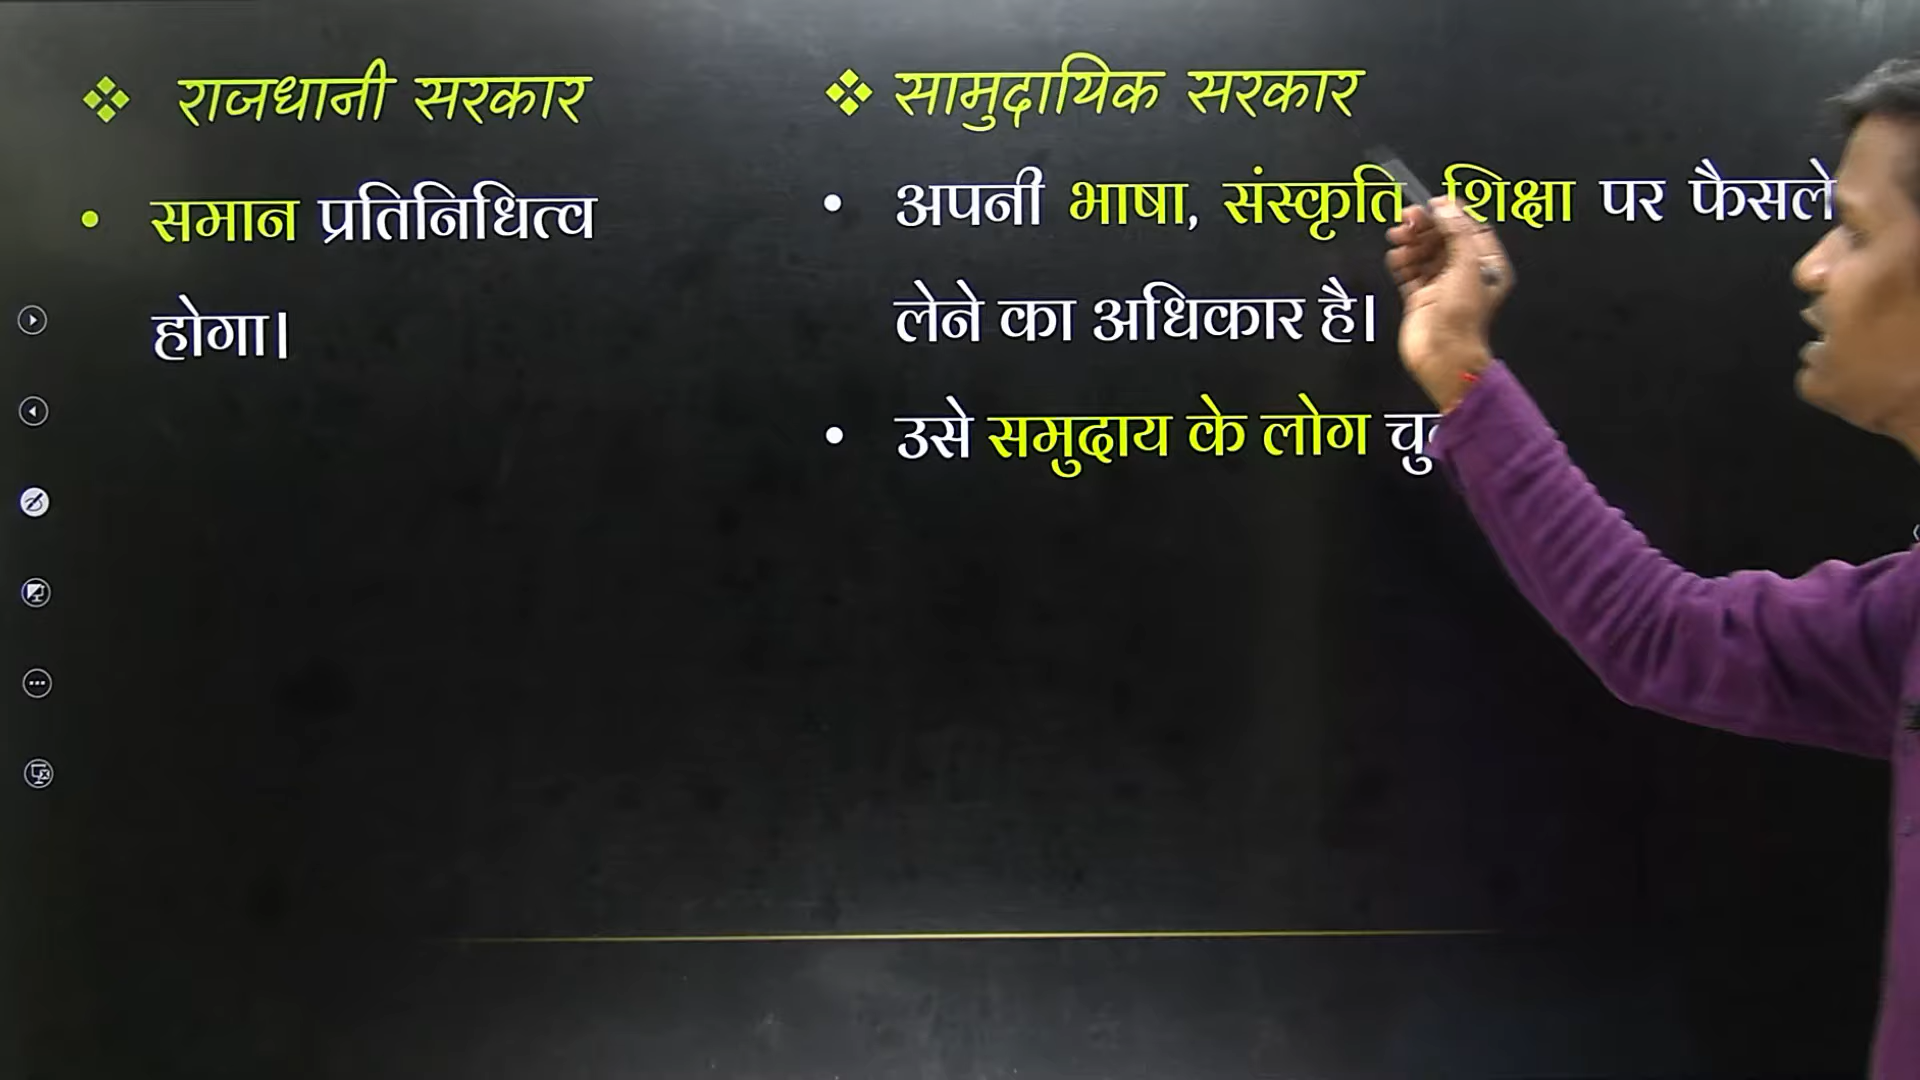 राजधानी सरकार
समान प्रतिनिधित्व
होगा।
सामुदायिक सरकार
अपनी भाषा, संस्कृति शिक्षा पर फैसले
लेने का अधिकार है।
उसे समुदाय के लोग